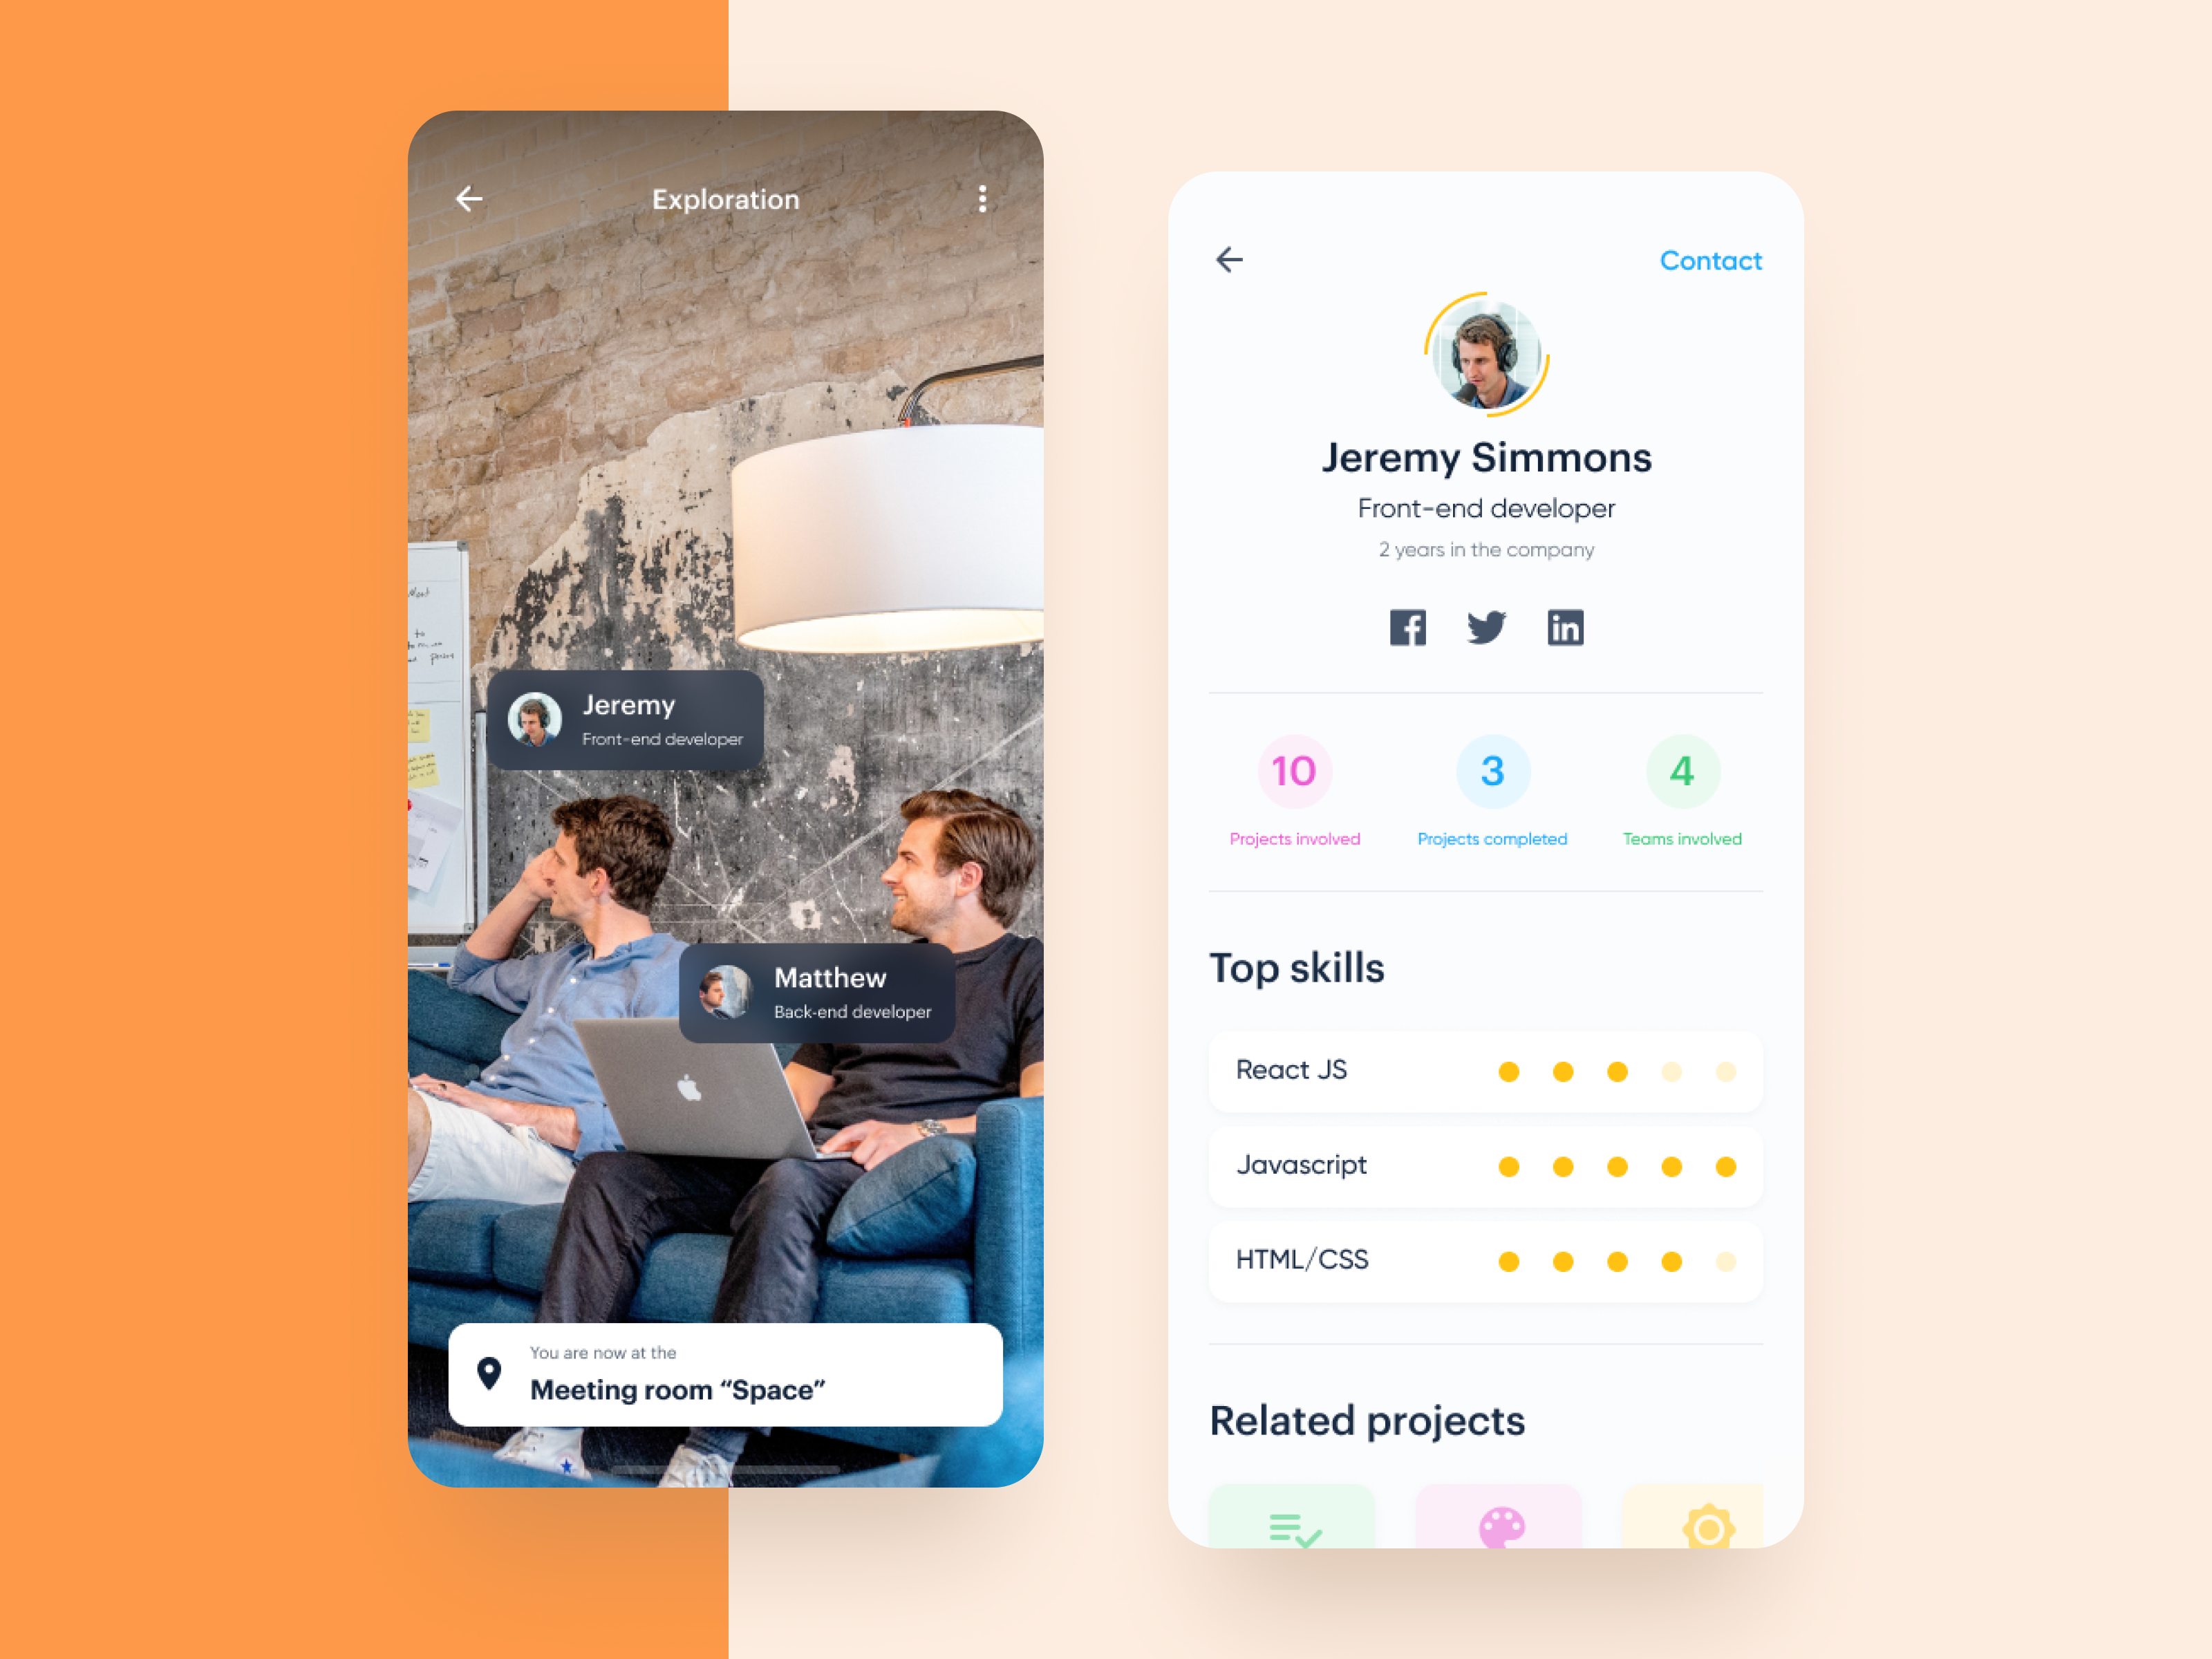 Exploration
Jeremy
Front-end developer
Matthew
Back-end developer
You are now at the
Meeting room “Space”
Contact
Jeremy Simmons
Front-end developer
2 years in the company
10
Projects involved
3
Projects completed
4
Teams involved
Top skills
React JS
Javascript
HTML/CSS
Related projects